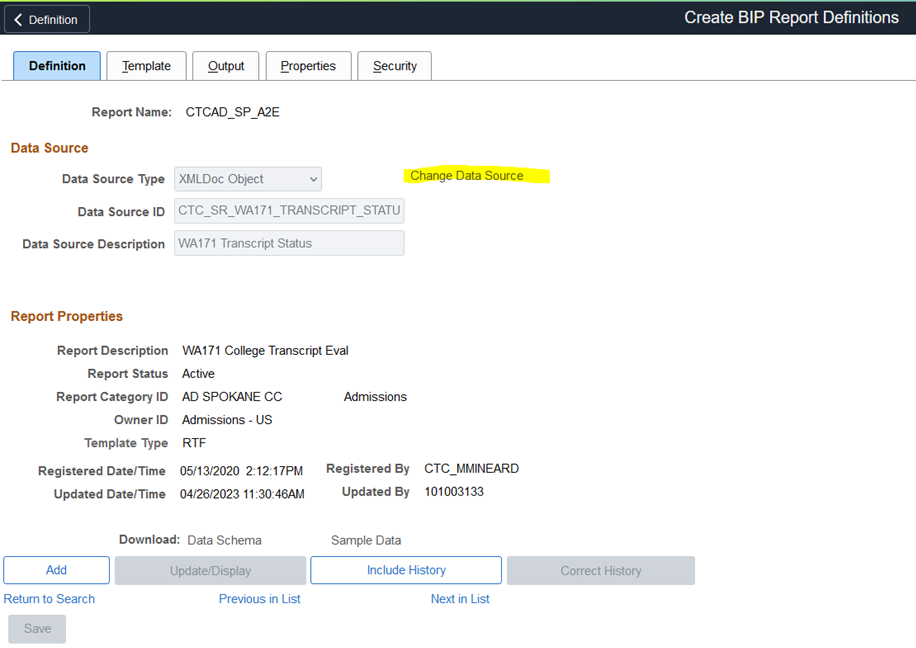 Definition
Create BIP Report Definitions
Definition Template Output Properties Security
Report Name: CTCAD_SP_A2E
Data Source
Data Source Type XMLDoc Object Change Data Source
Data Source ID CTC_SR_WA171_TRANSCRIPT_STATU
Data Source Description WA171 Transcript Status
Report Properties
Report Description WA171 College Transcript Eval
Report Status Active
Report Category ID AD SPOKANE CC Admissions
Owner ID Admissions - US
Template Type RTF
Registered Date/Time 05/13/2020 2:12:17PM Registered By CTC_MMINEARD
Updated Date/Time 04/26/2023 11:30:46AM Updated By 101003133
Download: Data Schema Sample Data
Add Update/Display Include History Correct History
Return to Search Previous in List Next in List
Save